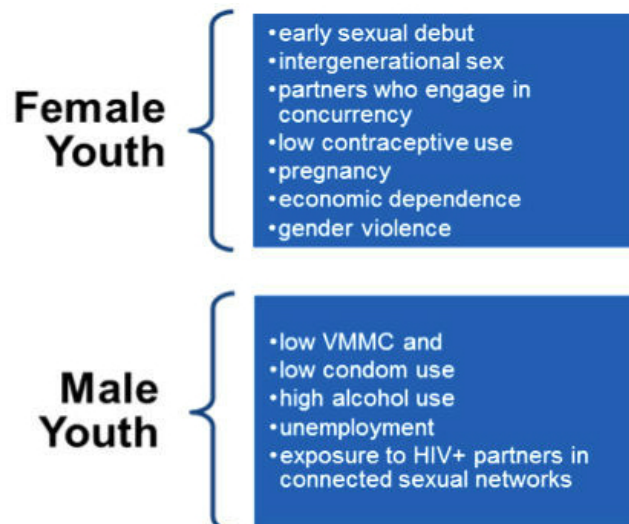 Female
Youth
•early sexual debut
•intergenerational sex
•partners who engage in
concurrency
•low contraceptive use
•pregnancy
•economic dependence
•gender violence
Male
Youth
•low VMMC and
•low condom use
•high alcohol use
•unemployment
•exposure to HIV+ partners in
connected sexual networks